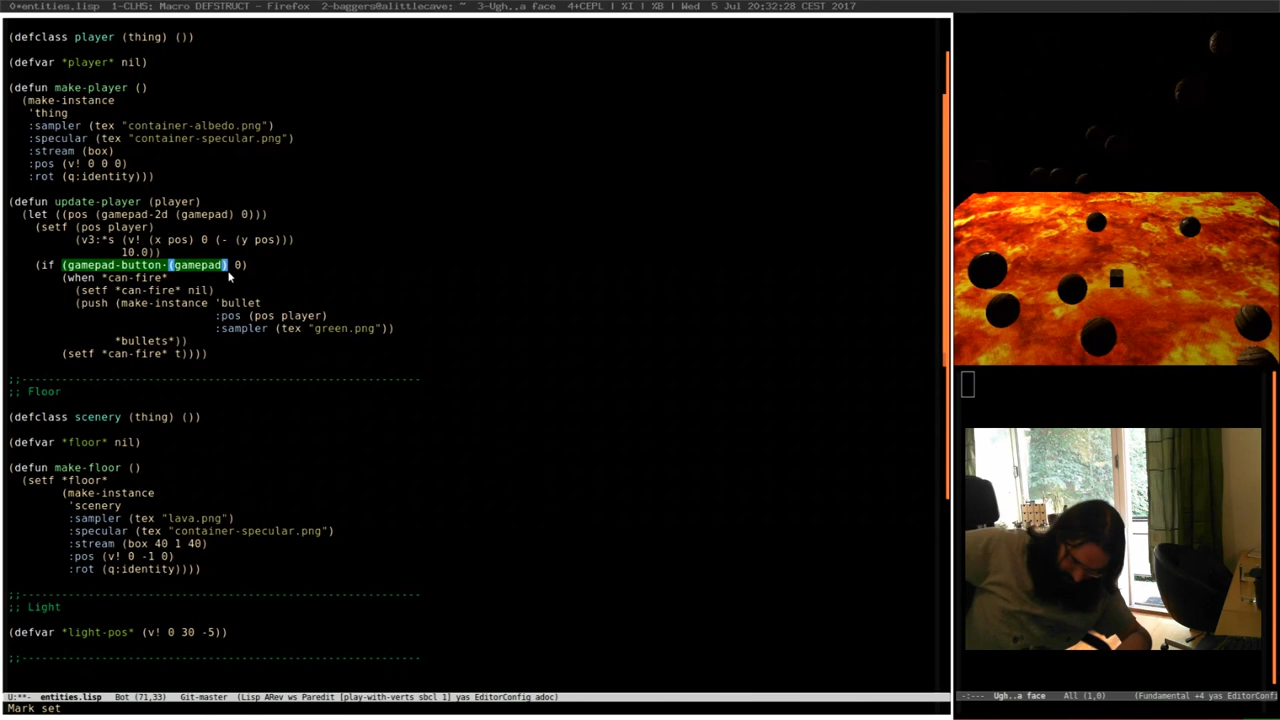 0*entities.lisp  1-CLHS: Macro DEFSTRUCT - Firefox  2-baggers@alittlecave: ~  3-Ugh..a face  4+CEPL | XI | XB | Wed  5 Jul 20:32:28 CEST 2017
(defclass player (thing) ())
(defvar *player* nil)
(defun make-player ()
  (make-instance
   'thing
   :sampler (tex "container-albedo.png")
   :specular (tex "container-specular.png")
   :stream (box)
   :pos (v! 0 0 0)
   :rot (q:identity)))
(defun update-player (player)
  (let ((pos (gamepad-2d (gamepad) 0)))
    (setf (pos player)
          (v3:*s (v! (x pos) 0 (- (y pos)))
                 10.0))
    (if (gamepad-button·(gamepad) 0)
        (when *can-fire*
          (setf *can-fire* nil)
          (push (make-instance 'bullet
                               :pos (pos player)
                               :sampler (tex "green.png"))
                *bullets*))
        (setf *can-fire* t))))
;;------------------------------------------------------------
;; Floor
(defclass scenery (thing) ())
(defvar *floor* nil)
(defun make-floor ()
  (setf *floor*
        (make-instance
         'scenery
         :sampler (tex "lava.png")
         :specular (tex "container-specular.png")
         :stream (box 40 1 40)
         :pos (v! 0 -1 0)
         :rot (q:identity))))
;;------------------------------------------------------------
;; Light
(defvar *light-pos* (v! 0 30 -5))
;;------------------------------------------------------------
U:**-  entities.lisp   Bot (71,33)   Git-master  (Lisp ARev ws Paredit [play-with-verts sbcl 1] yas EditorConfig adoc)
Mark set
-:---  Ugh..a face   All (1,0)   (Fundamental +4 yas EditorConfi